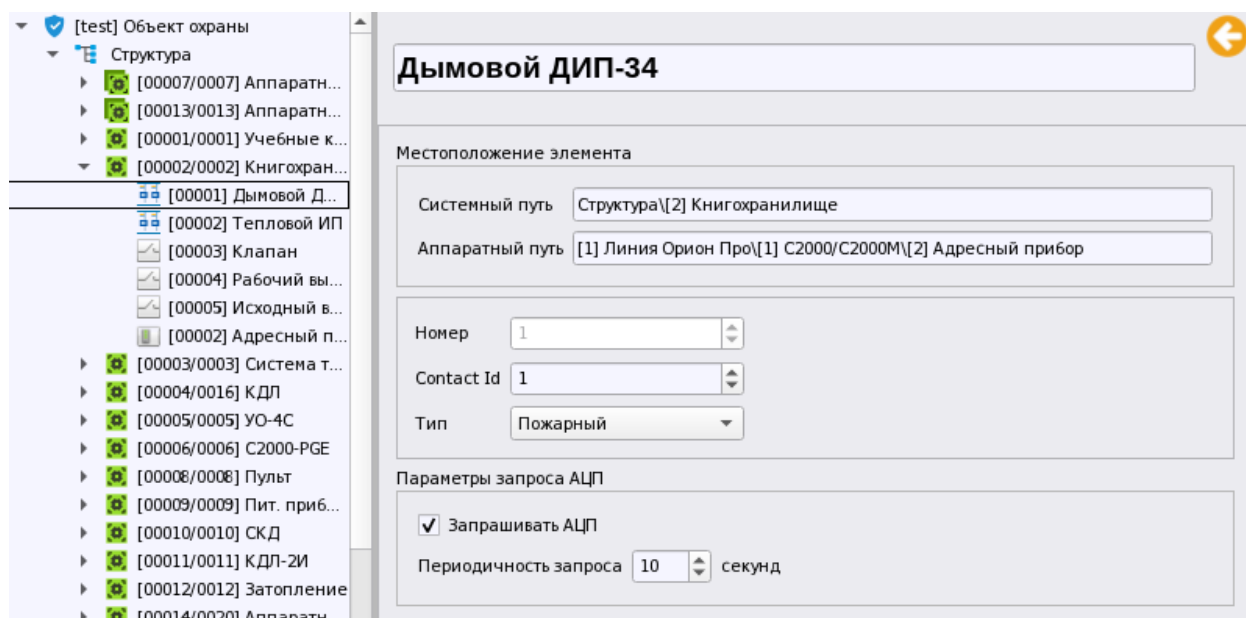 [test] Объект охраны
Структура
[00007/0007] Аппаратн...
[00013/0013] Аппаратн...
[00001/0001] Учебные к...
[00002/0002] Книгохран...
[00001] Дымовой Д...
[00002] Тепловой ИП
[00003] Клапан
[00004] Рабочий вы...
[00005] Исходный в...
[00002] Адресный п...
[00003/0003] Система т...
[00004/0016] КДЛ
[00005/0005] УО-4С
[00006/0006] С2000-PGE
[00008/0008] Пульт
[00009/0009] Пит. приб...
[00010/0010] СКД
[00011/0011] КДЛ-2И
[00012/0012] Затопление
[00014/0020] Аппаратн...
Дымовой ДИП-34
Местоположение элемента
Системный путь Структура\[2] Книгохранилище
Аппаратный путь [1] Линия Орион Про\[1] С2000/С2000М\[2] Адресный прибор
Номер 1
Contact Id 1
Тип Пожарный
Параметры запроса АЦП
Запрашивать АЦП
Периодичность запроса 10 секунд